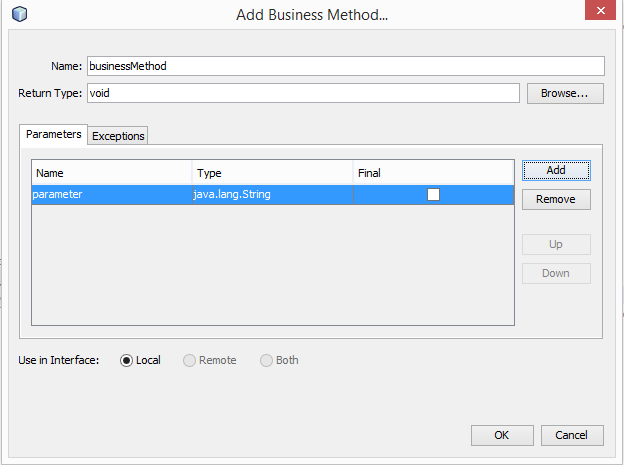 Add Business Method...
Name: businessMethod
Return Type: void Browse...
Parameters Exceptions
Name Type Final Add
parameter java.lang.String
Remove
Up
Down
Use in Interface: Local Remote Both
OK Cancel